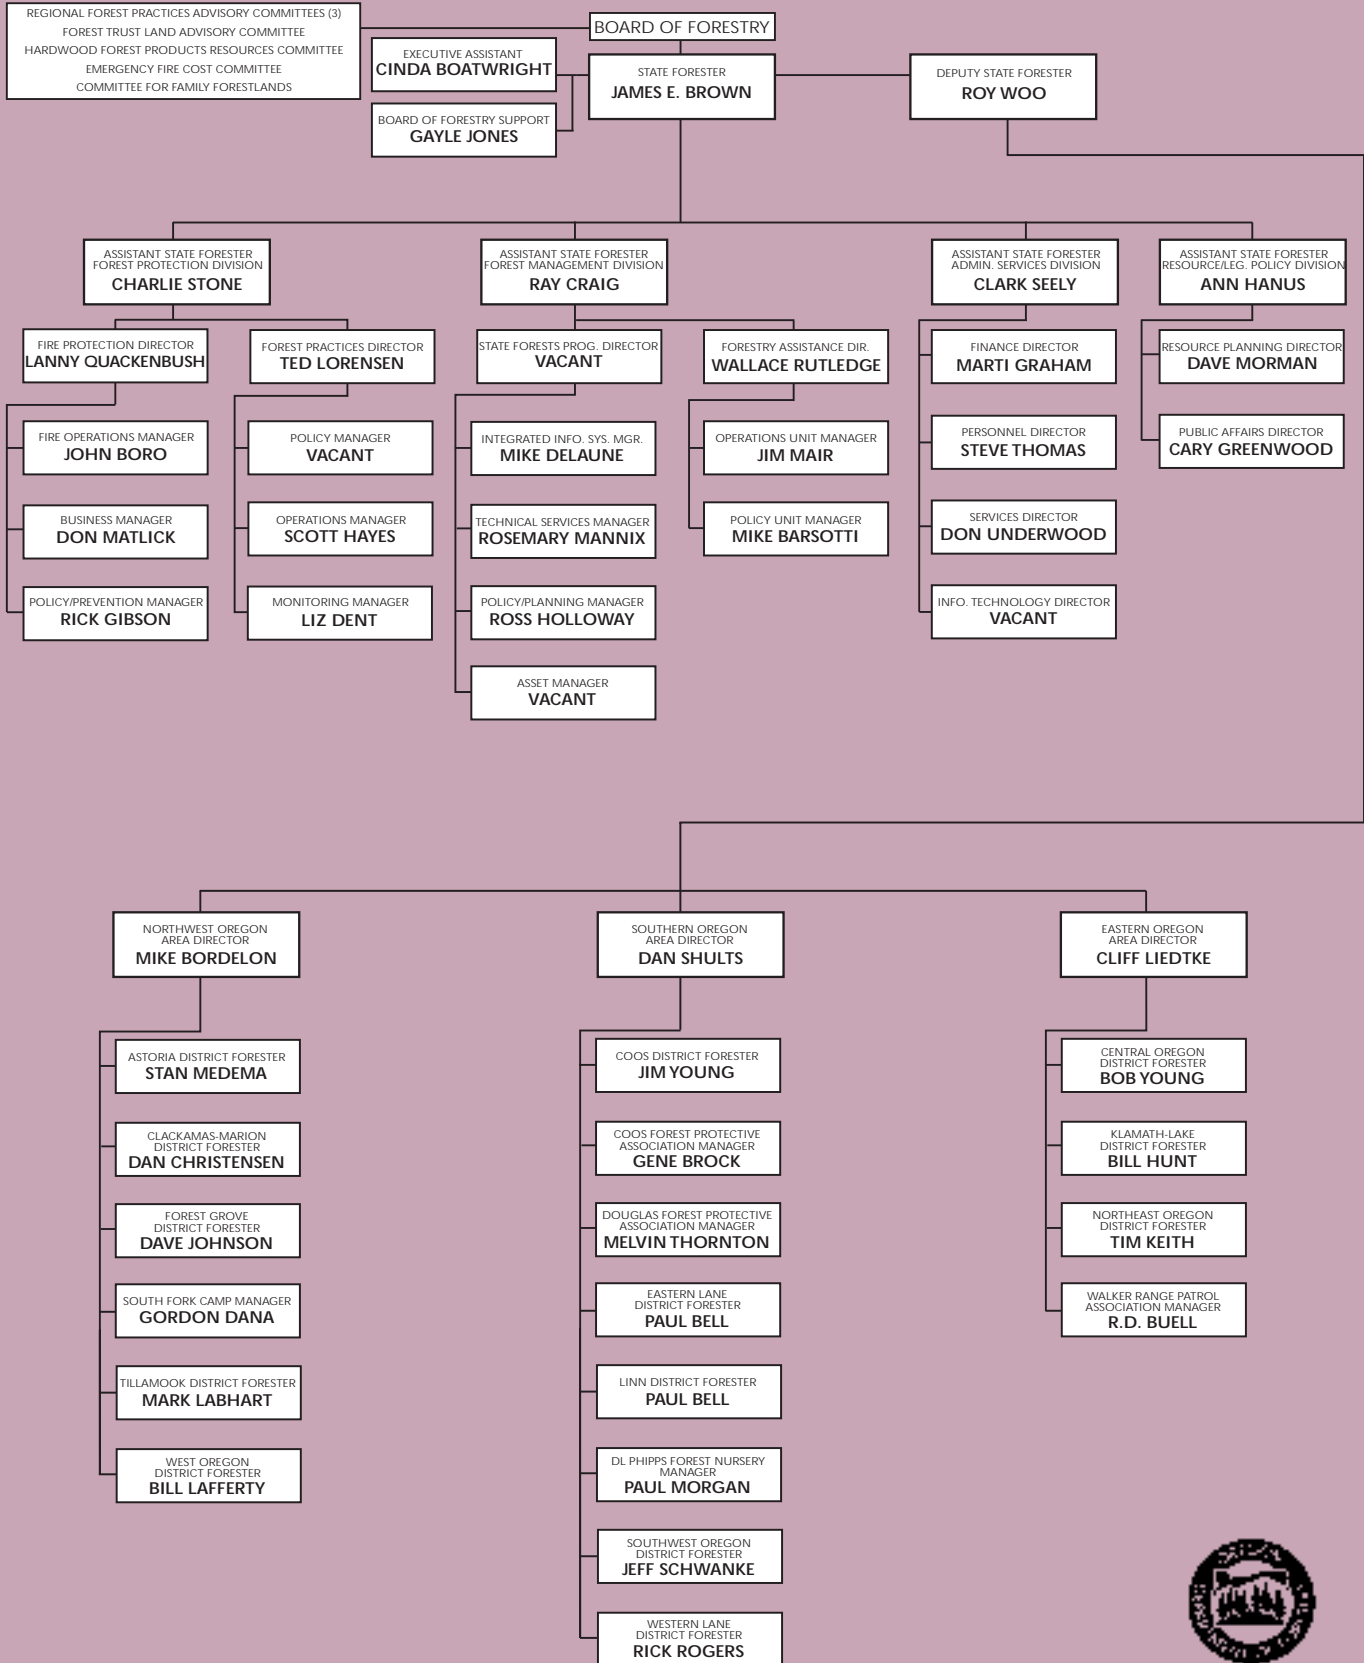 REGIONAL FOREST PRACTICES ADVISORY COMMITTEES (3)
FOREST TRUST LAND ADVISORY COMMITTEE
HARDWOOD FOREST PRODUCTS RESOURCES COMMITTEE
EMERGENCY FIRE COST COMMITTEE
COMMITTEE FOR FAMILY FORESTLANDS
BOARD OF FORESTRY
EXECUTIVE ASSISTANT
CINDA BOATWRIGHT
STATE FORESTER
JAMES E. BROWN
DEPUTY STATE FORESTER
ROY WOO
BOARD OF FORESTRY SUPPORT
GAYLE JONES
ASSISTANT STATE FORESTER
FOREST PROTECTION DIVISION
CHARLIE STONE
ASSISTANT STATE FORESTER
FOREST MANAGEMENT DIVISION
RAY CRAIG
ASSISTANT STATE FORESTER
ADMIN. SERVICES DIVISION
CLARK SEELY
ASSISTANT STATE FORESTER
RESOURCE/LEG. POLICY DIVISION
ANN HANUS
FIRE PROTECTION DIRECTOR
LANNY QUACKENBUSH
FOREST PRACTICES DIRECTOR
TED LORENSEN
STATE FORESTS PROG. DIRECTOR
VACANT
FORESTRY ASSISTANCE DIR.
WALLACE RUTLEDGE
FINANCE DIRECTOR
MARTI GRAHAM
RESOURCE PLANNING DIRECTOR
DAVE MORMAN
FIRE OPERATIONS MANAGER
JOHN BORO
POLICY MANAGER
VACANT
INTEGRATED INFO. SYS. MGR.
MIKE DELAUNE
OPERATIONS UNIT MANAGER
JIM MAIR
PERSONNEL DIRECTOR
STEVE THOMAS
PUBLIC AFFAIRS DIRECTOR
CARY GREENWOOD
BUSINESS MANAGER
DON MATLICK
OPERATIONS MANAGER
SCOTT HAYES
TECHNICAL SERVICES MANAGER
ROSEMARY MANNIX
POLICY UNIT MANAGER
MIKE BARSOTTI
SERVICES DIRECTOR
DON UNDERWOOD
POLICY/PREVENTION MANAGER
RICK GIBSON
MONITORING MANAGER
LIZ DENT
POLICY/PLANNING MANAGER
ROSS HOLLOWAY
INFO. TECHNOLOGY DIRECTOR
VACANT
ASSET MANAGER
VACANT
NORTHWEST OREGON
AREA DIRECTOR
MIKE BORDELON
SOUTHERN OREGON
AREA DIRECTOR
DAN SHULTS
EASTERN OREGON
AREA DIRECTOR
CLIFF LIEDTKE
ASTORIA DISTRICT FORESTER
STAN MEDEMA
COOS DISTRICT FORESTER
JIM YOUNG
CENTRAL OREGON
DISTRICT FORESTER
BOB YOUNG
CLACKAMAS-MARION
DISTRICT FORESTER
DAN CHRISTENSEN
COOS FOREST PROTECTIVE
ASSOCIATION MANAGER
GENE BROCK
KLAMATH-LAKE
DISTRICT FORESTER
BILL HUNT
FOREST GROVE
DISTRICT FORESTER
DAVE JOHNSON
DOUGLAS FOREST PROTECTIVE
ASSOCIATION MANAGER
MELVIN THORNTON
NORTHEAST OREGON
DISTRICT FORESTER
TIM KEITH
SOUTH FORK CAMP MANAGER
GORDON DANA
EASTERN LANE
DISTRICT FORESTER
PAUL BELL
WALKER RANGE PATROL
ASSOCIATION MANAGER
R.D. BUELL
TILLAMOOK DISTRICT FORESTER
MARK LABHART
LINN DISTRICT FORESTER
PAUL BELL
WEST OREGON
DISTRICT FORESTER
BILL LAFFERTY
DL PHIPPS FOREST NURSERY
MANAGER
PAUL MORGAN
SOUTHWEST OREGON
DISTRICT FORESTER
JEFF SCHWANKE
WESTERN LANE
DISTRICT FORESTER
RICK ROGERS